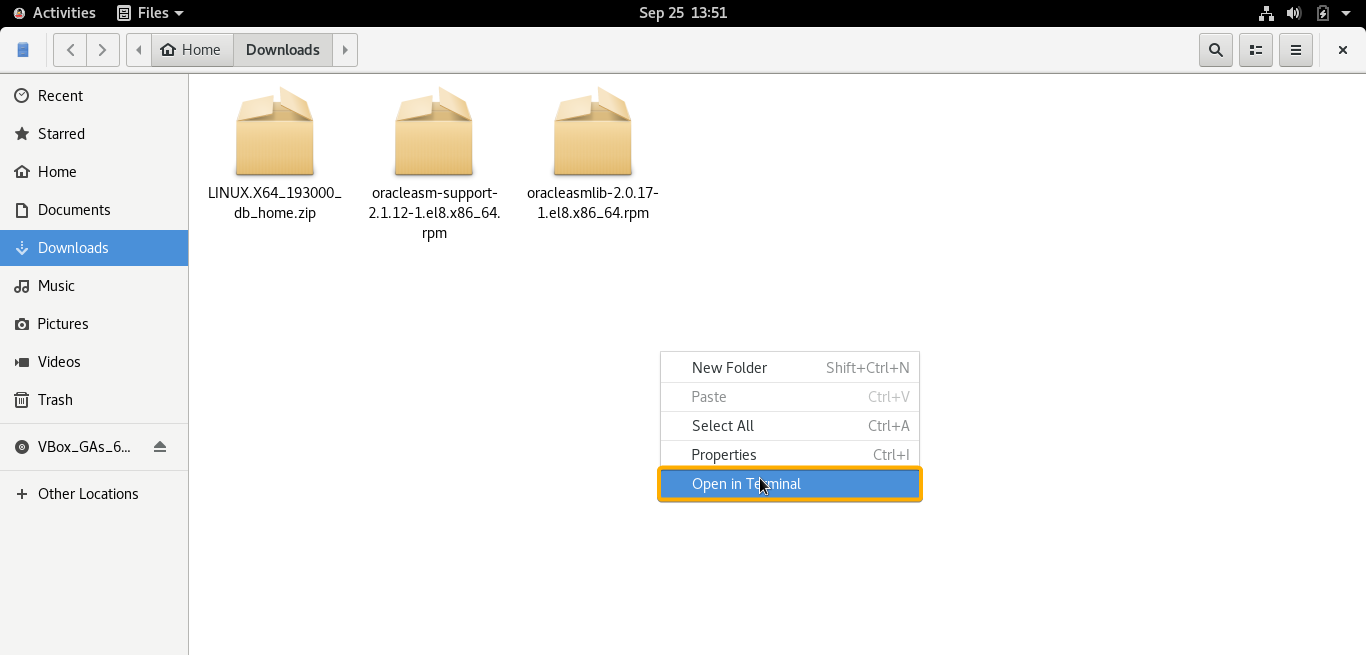 Activities Files Sep 25 13:51
Home Downloads
Recent
Starred
Home
Documents
Downloads
Music
Pictures
Videos
Trash
VBox_GAs_6...
Other Locations
LINUX.X64_193000_
db_home.zip
oracleasm-support-
2.1.12-1.el8.x86_64.
rpm
oracleasmlib-2.0.17-
1.el8.x86_64.rpm
New Folder Shift+Ctrl+N
Paste Ctrl+V
Select All Ctrl+A
Properties Ctrl+I
Open in Terminal